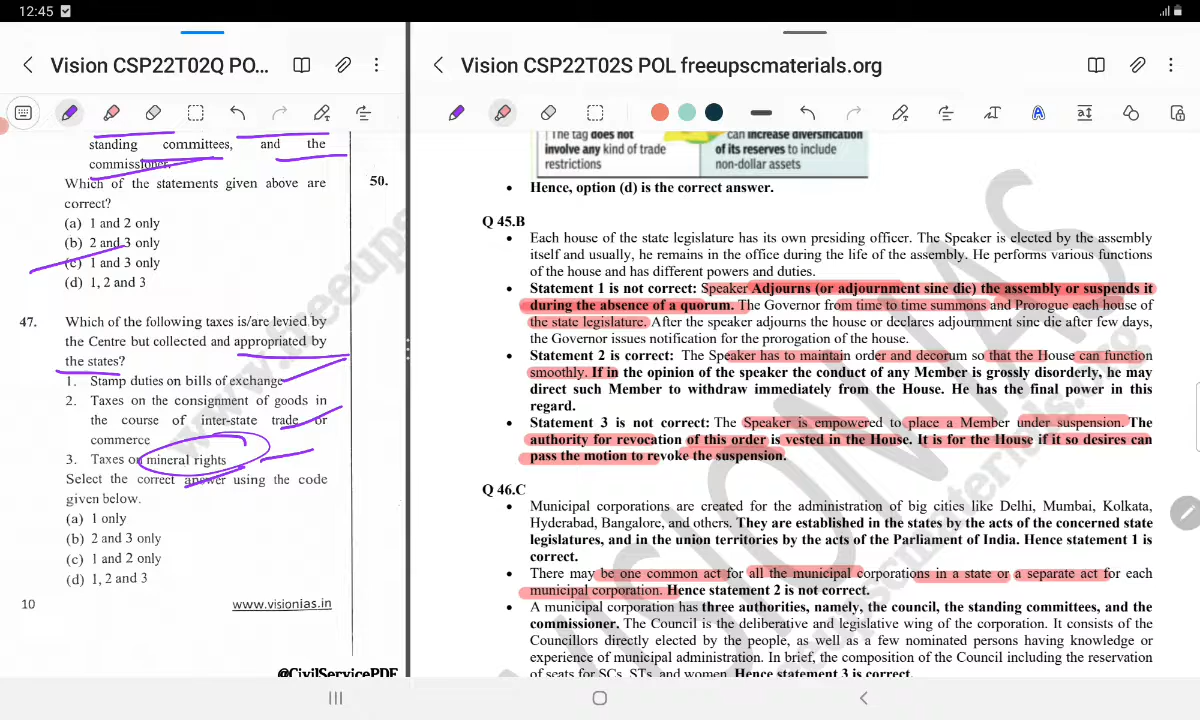 12:45
Vision CSP22T02Q PO...
standing committees, and the
commissioner.
Which of the statements given above are
correct?
(a) 1 and 2 only
(b) 2 and 3 only
(c) 1 and 3 only
(d) 1, 2 and 3
47. Which of the following taxes is/are levied by
the Centre but collected and appropriated by
the states?
1. Stamp duties on bills of exchange
2. Taxes on the consignment of goods in
the course of inter-state trade or
commerce
3. Taxes on mineral rights
Select the correct answer using the code
given below.
(a) 1 only
(b) 2 and 3 only
(c) 1 and 2 only
(d) 1, 2 and 3
10 www.visionias.in
50.
@CivilServicePDF
Vision CSP22T02S POL freeupscmaterials.org
The tag does not
involve any kind of trade
restrictions
can increase diversification
of its reserves to include
non-dollar assets
• Hence, option (d) is the correct answer.
Q 45.B
• Each house of the state legislature has its own presiding officer. The Speaker is elected by the assembly
itself and usually, he remains in the office during the life of the assembly. He performs various functions
of the house and has different powers and duties.
• Statement 1 is not correct: Speaker Adjourns (or adjournment sine die) the assembly or suspends it
during the absence of a quorum. The Governor from time to time summons and Prorogue each house of
the state legislature. After the speaker adjourns the house or declares adjournment sine die after few days,
the Governor issues notification for the prorogation of the house.
• Statement 2 is correct: The Speaker has to maintain order and decorum so that the House can function
smoothly. If in the opinion of the speaker the conduct of any Member is grossly disorderly, he may
direct such Member to withdraw immediately from the House. He has the final power in this
regard.
• Statement 3 is not correct: The Speaker is empowered to place a Member under suspension. The
authority for revocation of this order is vested in the House. It is for the House if it so desires can
pass the motion to revoke the suspension.
Q 46.C
• Municipal corporations are created for the administration of big cities like Delhi, Mumbai, Kolkata,
Hyderabad, Bangalore, and others. They are established in the states by the acts of the concerned state
legislatures, and in the union territories by the acts of the Parliament of India. Hence statement 1 is
correct.
• There may be one common act for all the municipal corporations in a state or a separate act for each
municipal corporation. Hence statement 2 is not correct.
• A municipal corporation has three authorities, namely, the council, the standing committees, and the
commissioner. The Council is the deliberative and legislative wing of the corporation. It consists of the
Councillors directly elected by the people, as well as a few nominated persons having knowledge or
experience of municipal administration. In brief, the composition of the Council including the reservation
of seats for SCs, STs, and women. Hence statement 3 is correct.
VISIONIAS